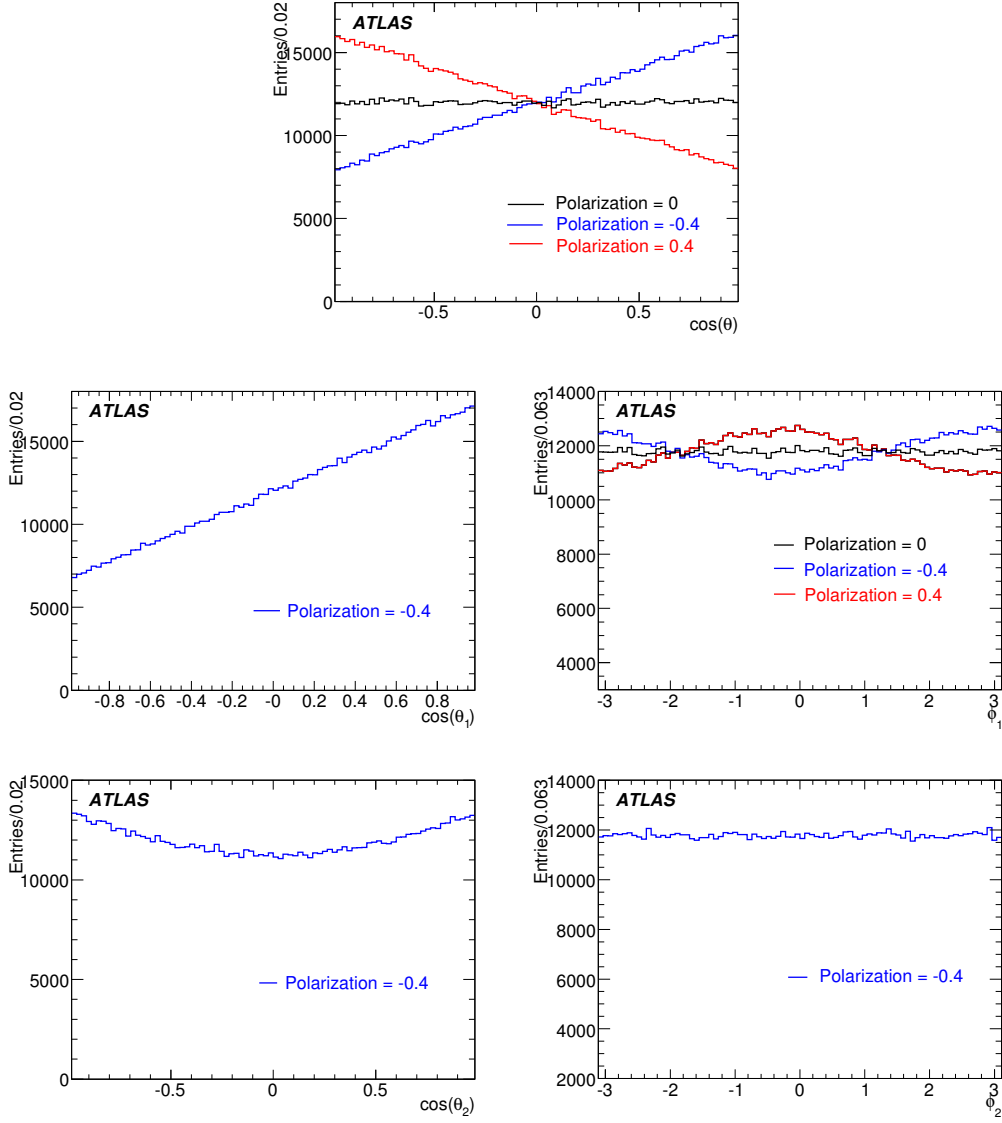 ATLAS
Entries/0.02
15000
10000
5000
0
Polarization = 0
Polarization = -0.4
Polarization = 0.4
-0.5 0 0.5
cos(θ)
ATLAS
Entries/0.02
15000
10000
5000
0
Polarization = -0.4
-0.8 -0.6 -0.4 -0.2 0 0.2 0.4 0.6 0.8
cos(θ1)
ATLAS
Entries/0.063
14000
12000
10000
8000
6000
4000
Polarization = 0
Polarization = -0.4
Polarization = 0.4
-3 -2 -1 0 1 2 3
ϕ1
ATLAS
Entries/0.02
15000
10000
5000
0
Polarization = -0.4
-0.5 0 0.5
cos(θ2)
ATLAS
Entries/0.063
14000
12000
10000
8000
6000
4000
2000
Polarization = -0.4
-3 -2 -1 0 1 2 3
ϕ2